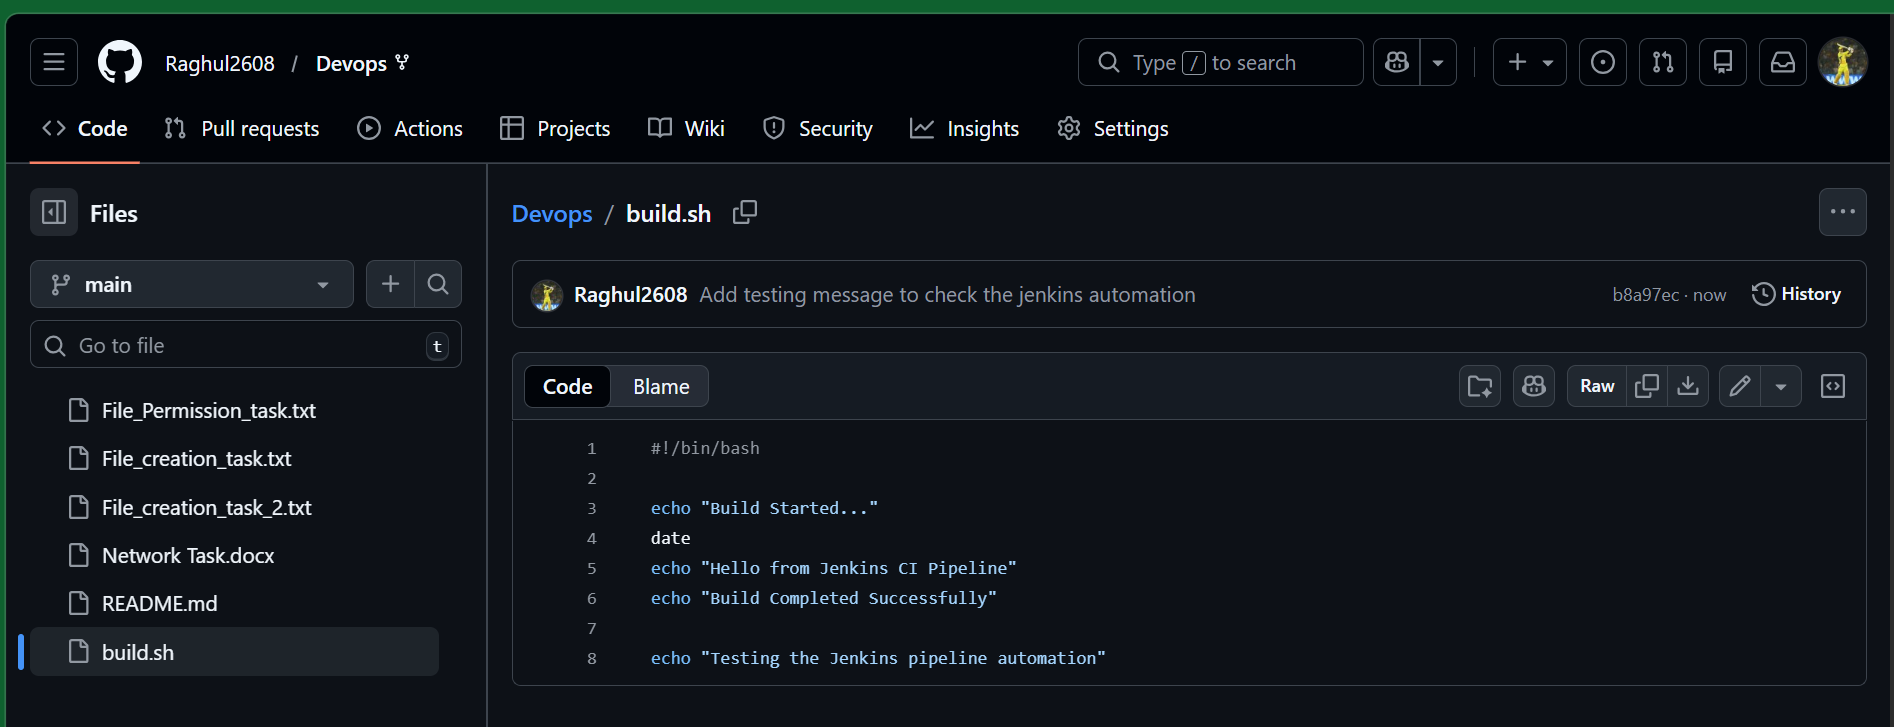 Raghul2608 / Devops
Type / to search
Code
Pull requests
Actions
Projects
Wiki
Security
Insights
Settings
Files
main
Go to file
t
File_Permission_task.txt
File_creation_task.txt
File_creation_task_2.txt
Network Task.docx
README.md
build.sh
Devops / build.sh
Raghul2608 Add testing message to check the jenkins automation
b8a97ec · now
History
Code
Blame
Raw
1 #!/bin/bash
2
3 echo "Build Started..."
4 date
5 echo "Hello from Jenkins CI Pipeline"
6 echo "Build Completed Successfully"
7
8 echo "Testing the Jenkins pipeline automation"